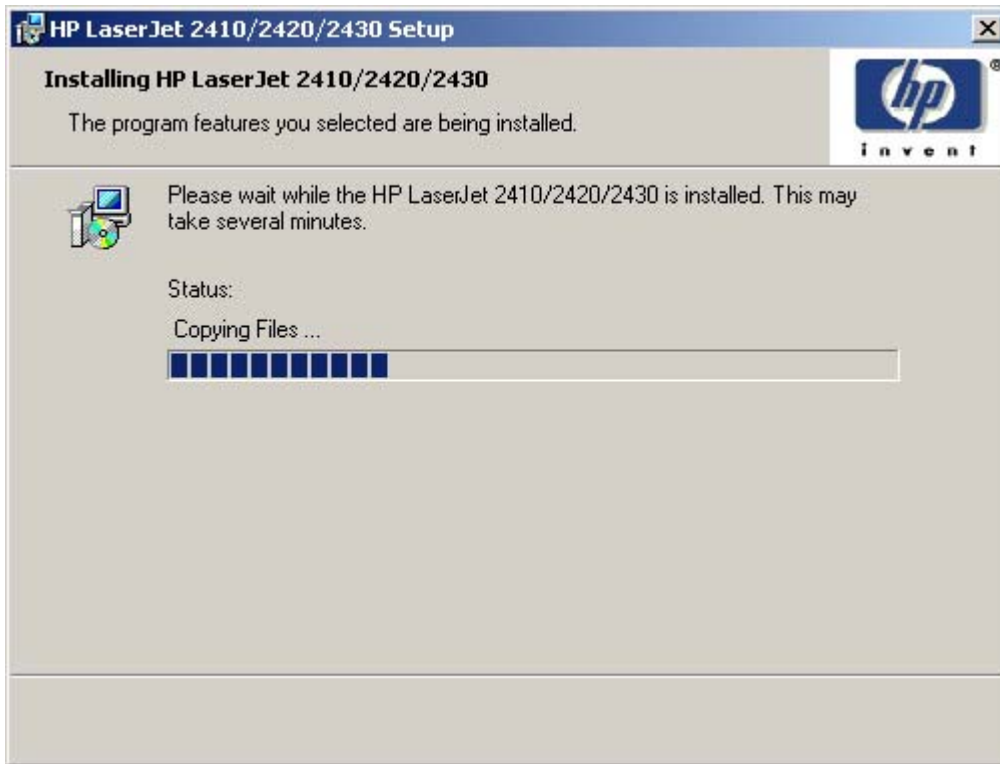 HP LaserJet 2410/2420/2430 Setup
Installing HP LaserJet 2410/2420/2430
The program features you selected are being installed.
hp
®
invent
Please wait while the HP LaserJet 2410/2420/2430 is installed. This may
take several minutes.
Status:
Copying Files ...